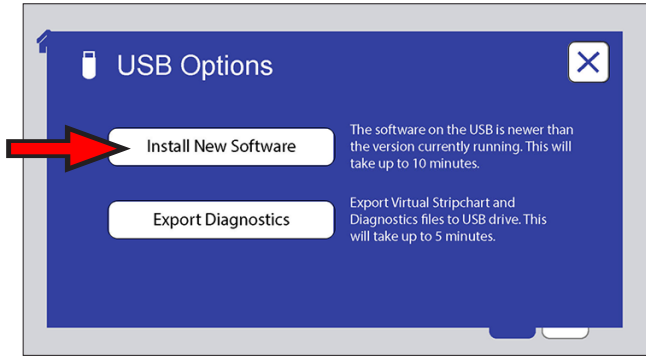 USB Options
Install New Software
The software on the USB is newer than
the version currently running. This will
take up to 10 minutes.
Export Diagnostics
Export Virtual Stripchart and
Diagnostics files to USB drive. This
will take up to 5 minutes.